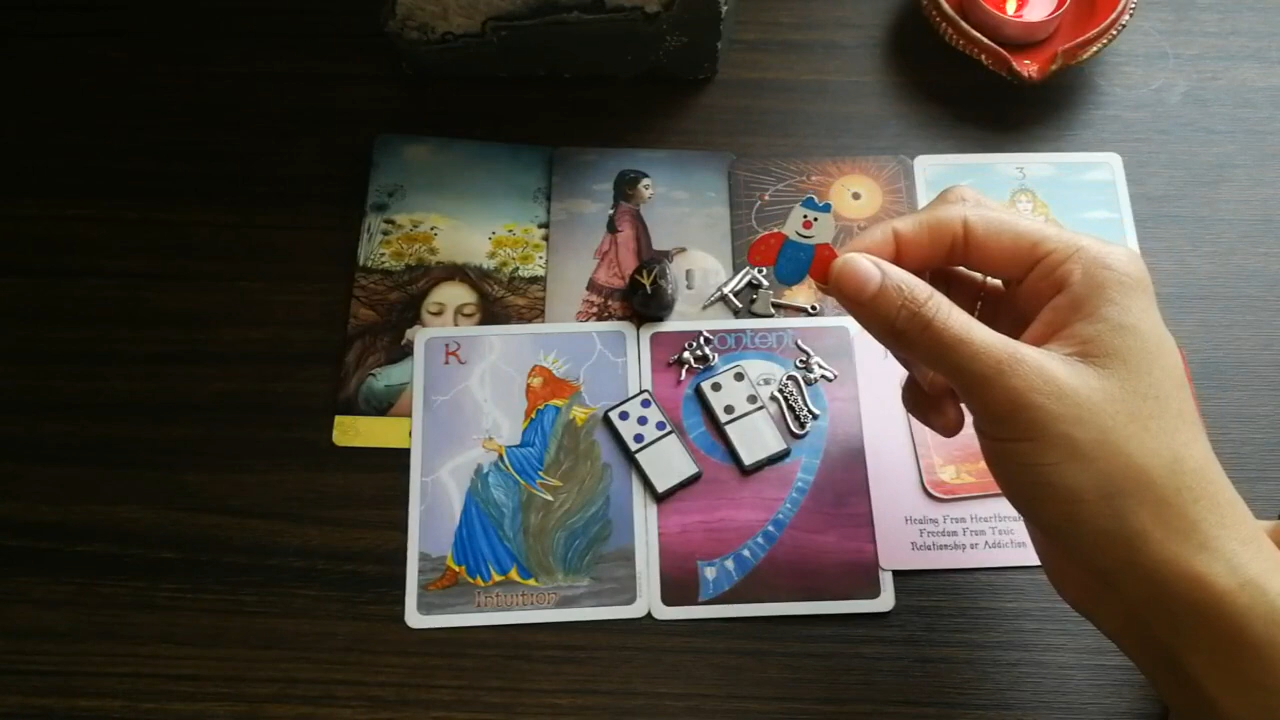 3
K
Content
Intuition
Healing From Heartbreak
Freedom From Toxic
Relationship or Addiction